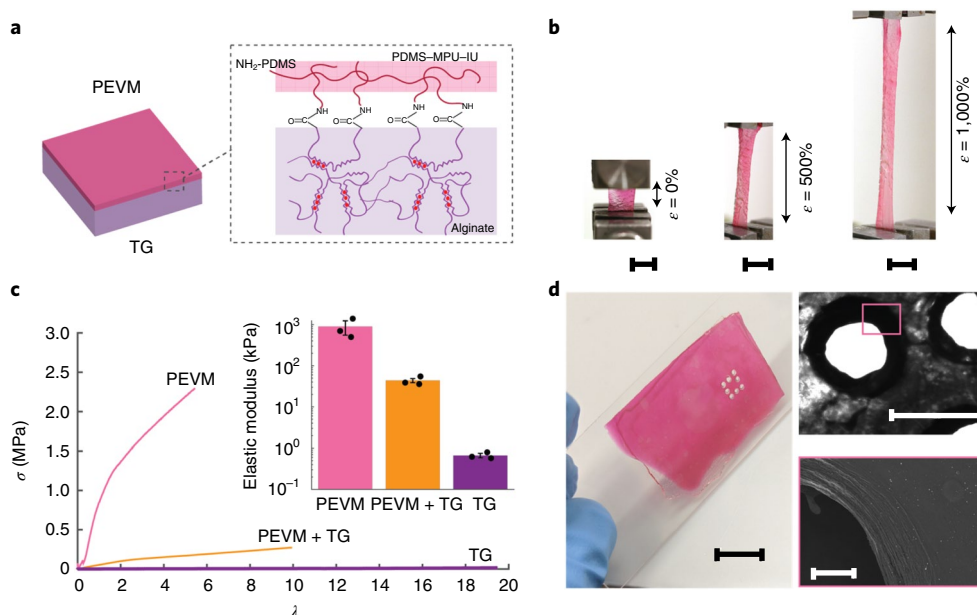 a
PEVM
TG
NH₂-PDMS
PDMS–MPU–IU
NH
NH
NH
NH
O=C
O=C
O=C
O=C
Alginate
b
ε = 0%
ε = 500%
ε = 1,000%
c
σ (MPa)
3.0
2.5
2.0
1.5
1.0
0.5
0
0 2 4 6 8 10 12 14 16 18 20
λ
PEVM
PEVM + TG
TG
Elastic modulus (kPa)
10³
10²
10¹
10⁰
10⁻¹
PEVM PEVM + TG TG
d